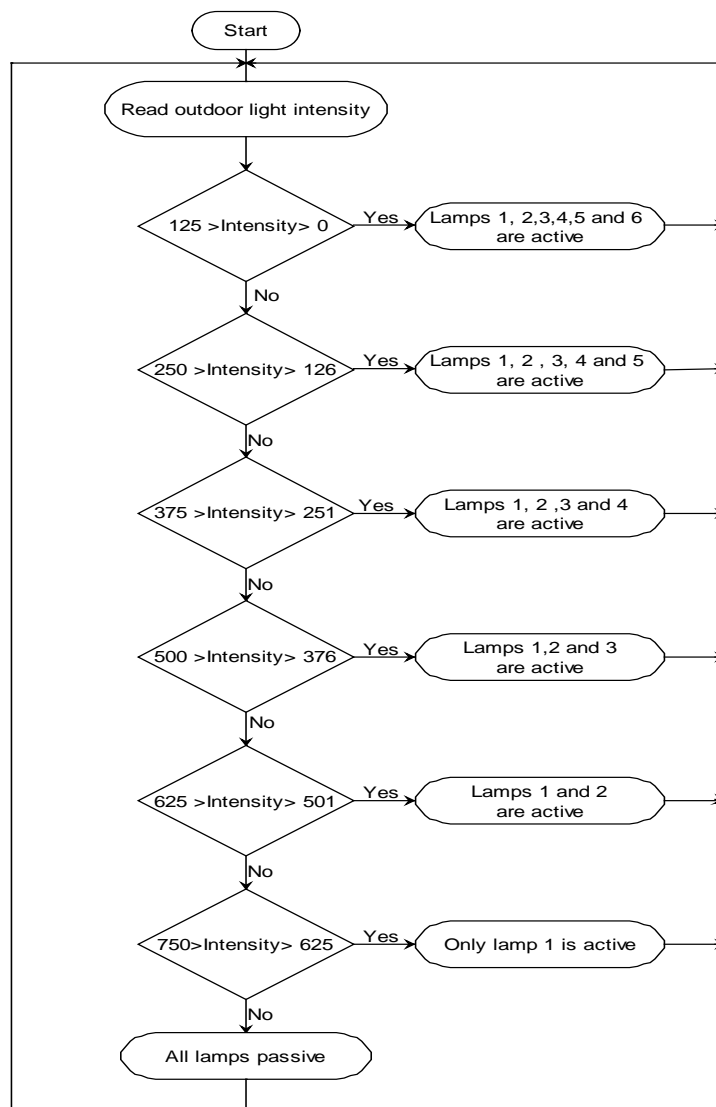 Start
Read outdoor light intensity
125 >Intensity> 0
Yes
Lamps 1, 2,3,4,5 and 6
are active
No
250 >Intensity> 126
Yes
Lamps 1, 2 , 3, 4 and 5
are active
No
375 >Intensity> 251
Yes
Lamps 1, 2 ,3 and 4
are active
No
500 >Intensity> 376
Yes
Lamps 1,2 and 3
are active
No
625 >Intensity> 501
Yes
Lamps 1 and 2
are active
No
750>Intensity> 625
Yes
Only lamp 1 is active
No
All lamps passive